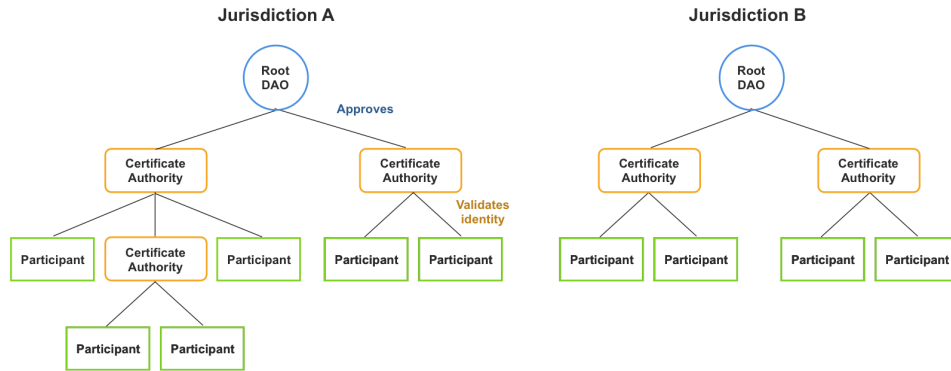 Jurisdiction A
Jurisdiction B
Root
DAO
Root
DAO
Approves
Certificate
Authority
Certificate
Authority
Certificate
Authority
Certificate
Authority
Validates
identity
Participant
Certificate
Authority
Participant
Participant
Participant
Participant
Participant
Participant
Participant
Participant
Participant